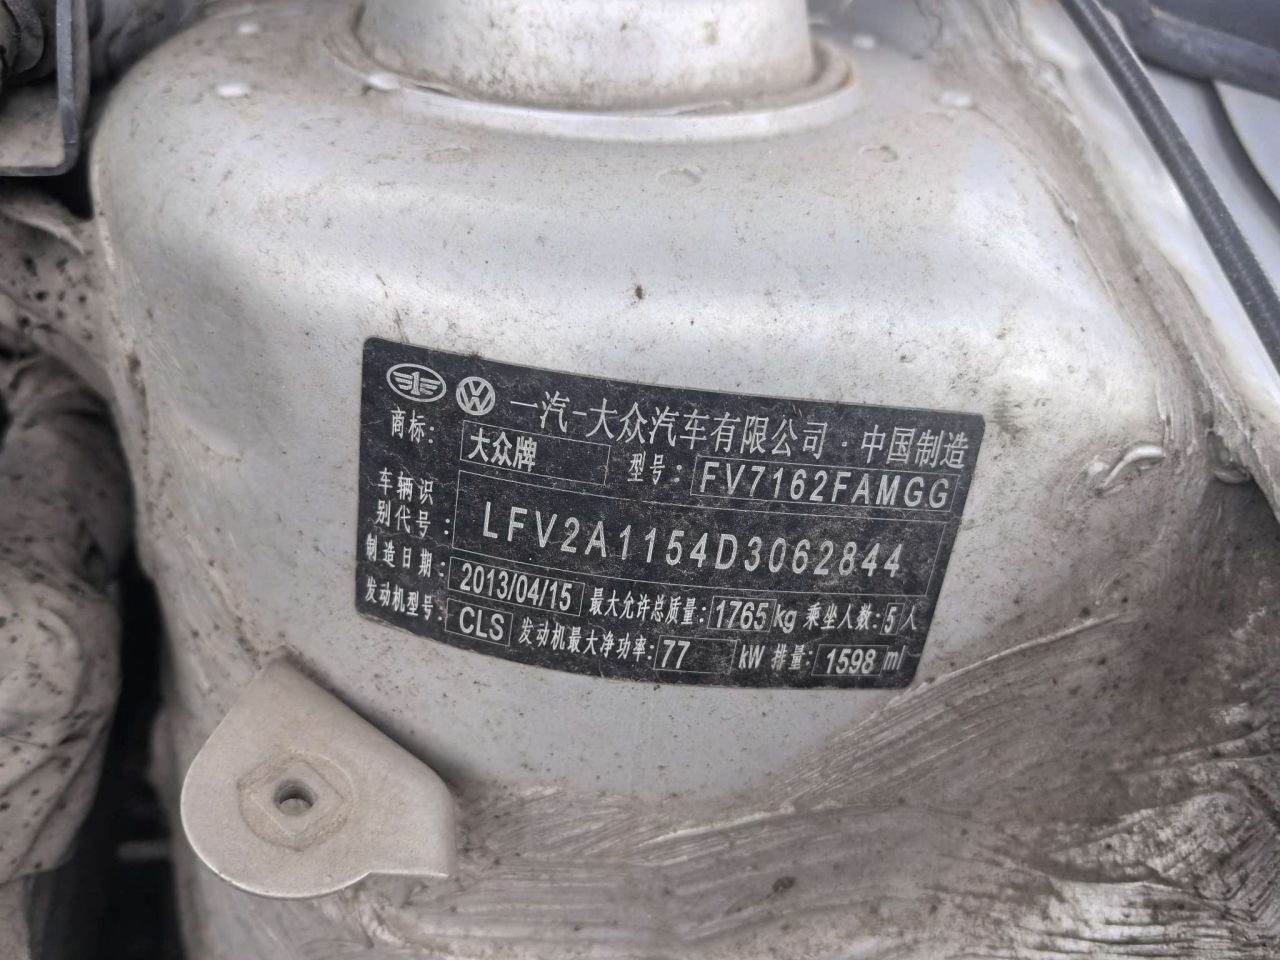 一汽-大众汽车有限公司·中国制造
商标: 大众牌 型号: FV7162FAMGG
车辆识
别代号: LFV2A1154D3062844
制造日期: 2013/04/15 最大允许总质量: 1765 kg 乘坐人数: 5 人
发动机型号: CLS 发动机最大净功率: 77 kW 排量: 1598 ml